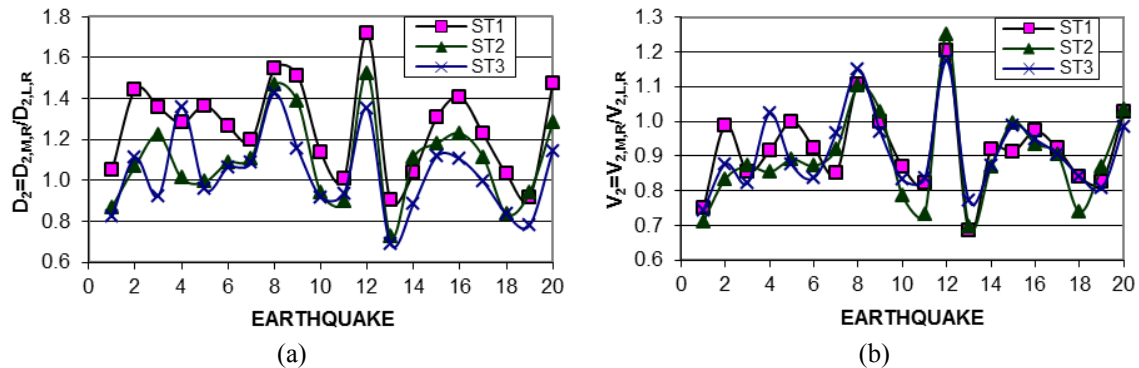 D2=D2,M,R/D2,L,R
1.8
1.6
1.4
1.2
1.0
0.8
0.6
ST1
ST2
ST3
0 2 4 6 8 10 12 14 16 18 20
EARTHQUAKE
(a)
V2=V2,M,R/V2,L,R
1.3
1.2
1.1
1.0
0.9
0.8
0.7
0.6
ST1
ST2
ST3
0 2 4 6 8 10 12 14 16 18 20
EARTHQUAKE
(b)